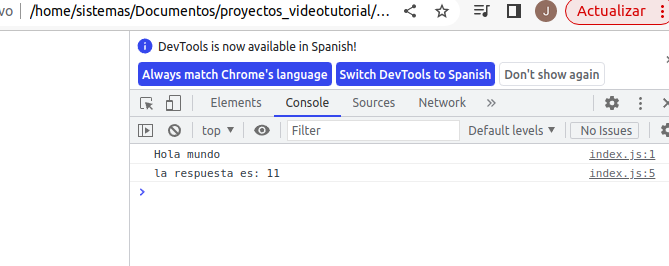 vo /home/sistemas/Documentos/proyectos_videotutorial/... J Actualizar
DevTools is now available in Spanish!
Always match Chrome's language Switch DevTools to Spanish Don't show again
Elements Console Sources Network »
top Filter Default levels No Issues
Hola mundo index.js:1
la respuesta es: 11 index.js:5